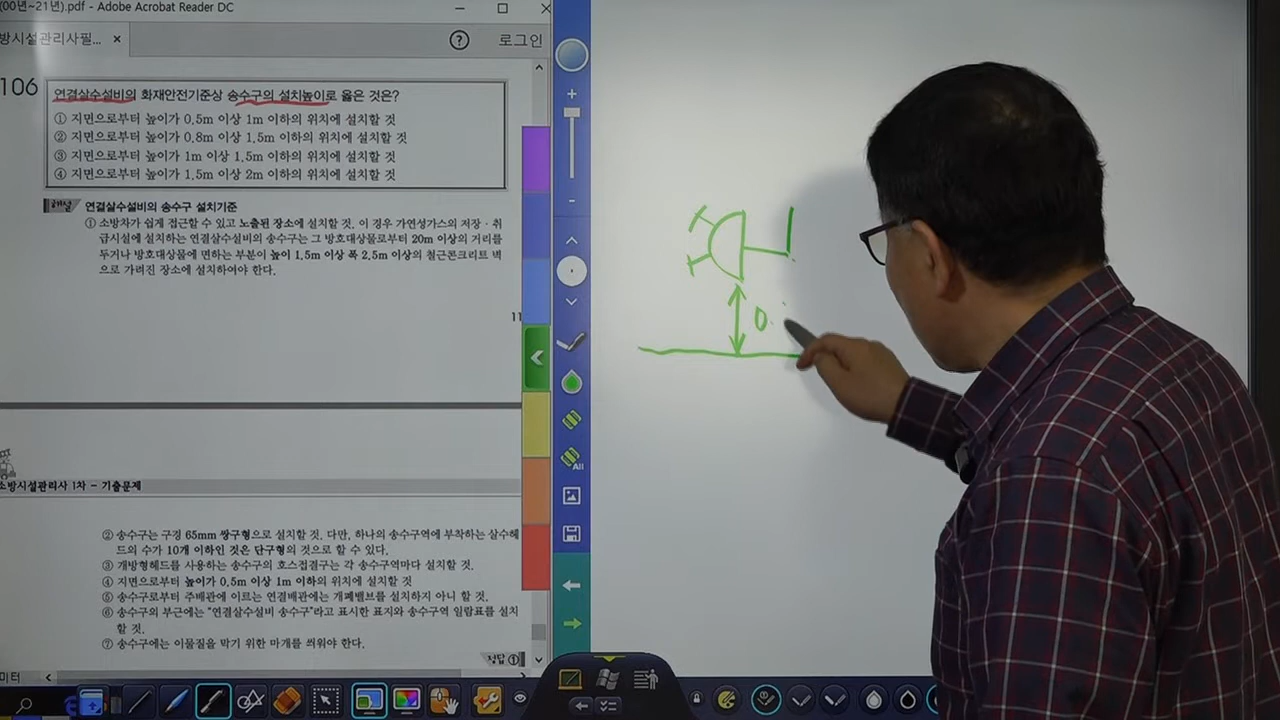 (00년~21년).pdf - Adobe Acrobat Reader DC
방시설관리사필... ×
? 로그인
106
연결살수설비의 화재안전기준상 송수구의 설치높이로 옳은 것은?
① 지면으로부터 높이가 0.5m 이상 1m 이하의 위치에 설치할 것
② 지면으로부터 높이가 0.8m 이상 1.5m 이하의 위치에 설치할 것
③ 지면으로부터 높이가 1m 이상 1.5m 이하의 위치에 설치할 것
④ 지면으로부터 높이가 1.5m 이상 2m 이하의 위치에 설치할 것
해설 연결살수설비의 송수구 설치기준
① 소방차가 쉽게 접근할 수 있고 노출된 장소에 설치할 것. 이 경우 가연성가스의 저장·취
급시설에 설치하는 연결살수설비의 송수구는 그 방호대상물로부터 20m 이상의 거리를
두거나 방호대상물에 면하는 부분이 높이 1.5m 이상 폭 2.5m 이상의 철근콘크리트 벽
으로 가려진 장소에 설치하여야 한다.
11
소방시설관리사 1차 - 기출문제
② 송수구는 구경 65mm 쌍구형으로 설치할 것. 다만, 하나의 송수구역에 부착하는 살수헤
드의 수가 10개 이하인 것은 단구형의 것으로 할 수 있다.
③ 개방형헤드를 사용하는 송수구의 호스접결구는 각 송수구역마다 설치할 것.
④ 지면으로부터 높이가 0.5m 이상 1m 이하의 위치에 설치할 것
⑤ 송수구로부터 주배관에 이르는 연결배관에는 개폐밸브를 설치하지 아니 할 것.
⑥ 송수구의 부근에는 "연결살수설비 송수구"라고 표시한 표지와 송수구역 일람표를 설치
할 것.
⑦ 송수구에는 이물질을 막기 위한 마개를 씌워야 한다.
정답 ①
미터
All
0.